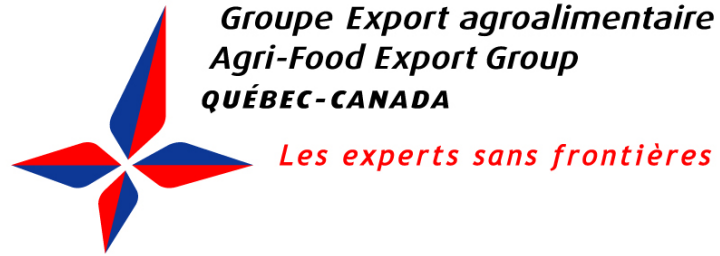 Groupe Export agroalimentaire
Agri-Food Export Group
QUÉBEC-CANADA
Les experts sans frontières